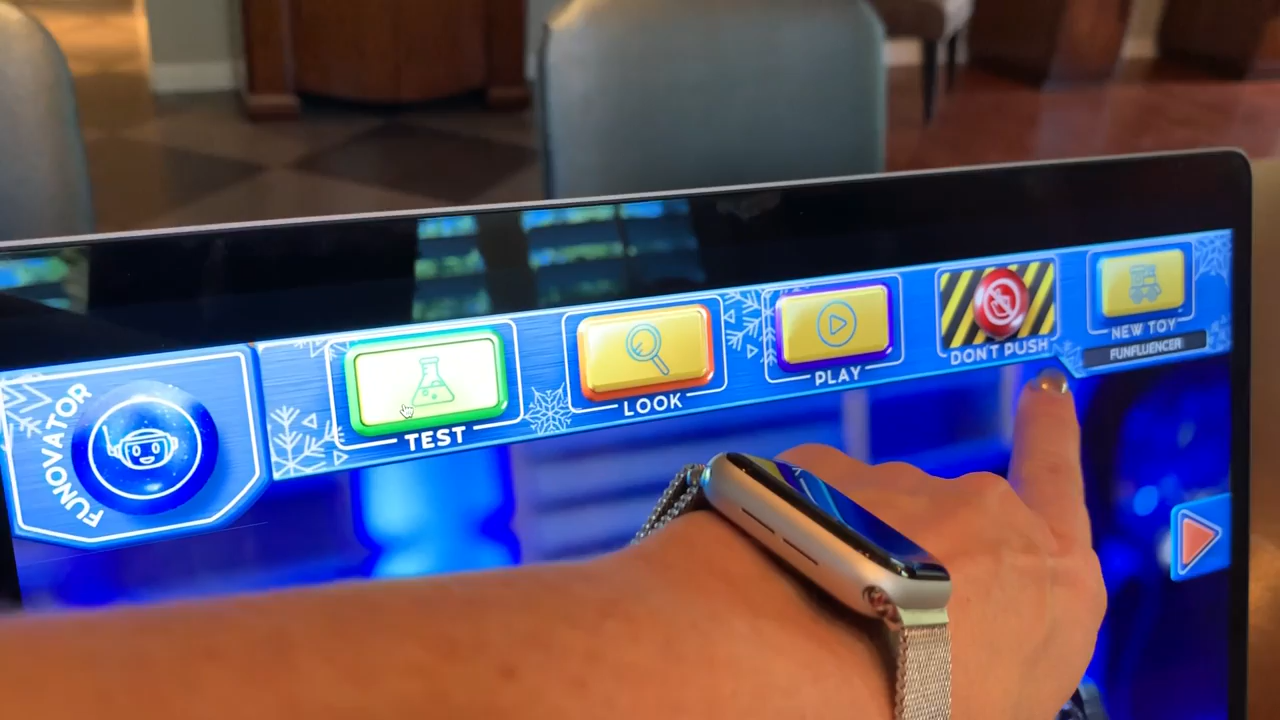 FUNOVATOR
TEST
LOOK
PLAY
DON'T PUSH
NEW TOY
FUNFLUENCER